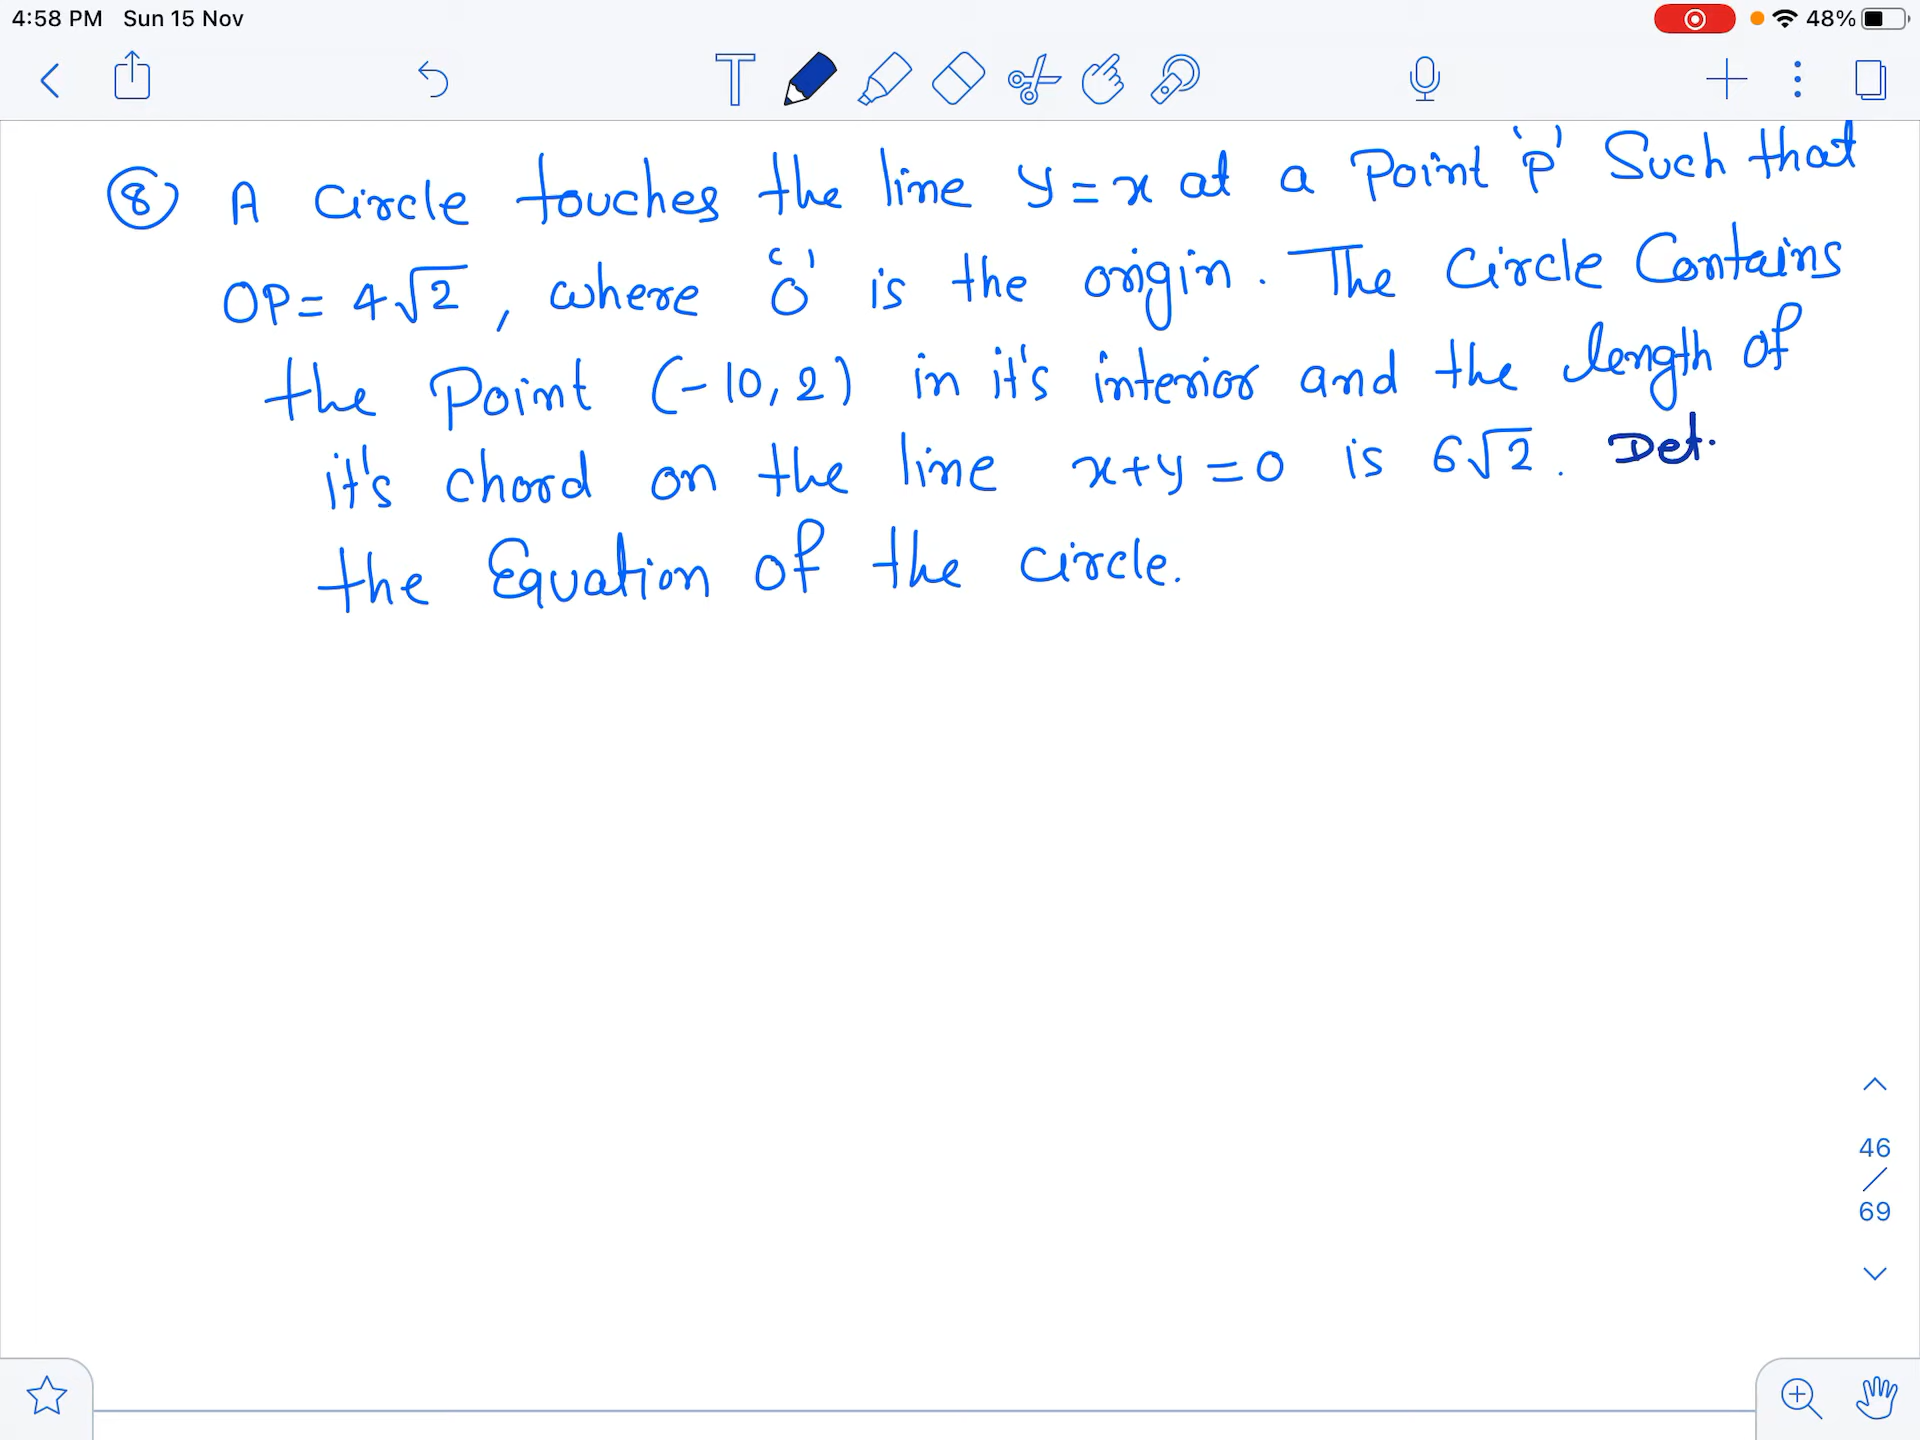 4:58 PM Sun 15 Nov 48%
T
⑧ A circle touches the line y=x at a Point 'P' Such that
OP = 4√2, where 'O' is the origin. The Circle Contains
the Point (-10, 2) in it's interior and the length of
it's chord on the line x+y=0 is 6√2. Det.
the Equation of the circle.
46
/
69